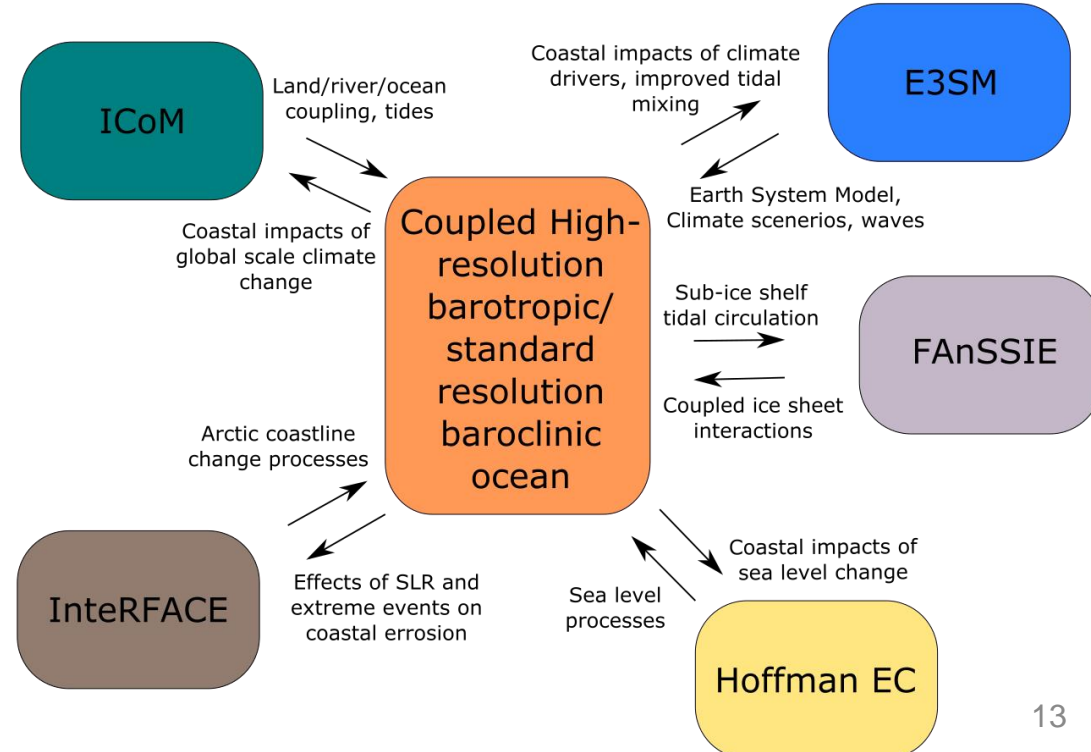 ICoM
Land/river/ocean
coupling, tides
Coastal impacts of
global scale climate
change
Coastal impacts of climate
drivers, improved tidal
mixing
E3SM
Earth System Model,
Climate scenerios, waves
Coupled High-
resolution
barotropic/
standard
resolution
baroclinic
ocean
Sub-ice shelf
tidal circulation
FAnSSIE
Coupled ice sheet
interactions
Arctic coastline
change processes
InteRFACE
Effects of SLR and
extreme events on
coastal errosion
Sea level
processes
Coastal impacts of
sea level change
Hoffman EC
13